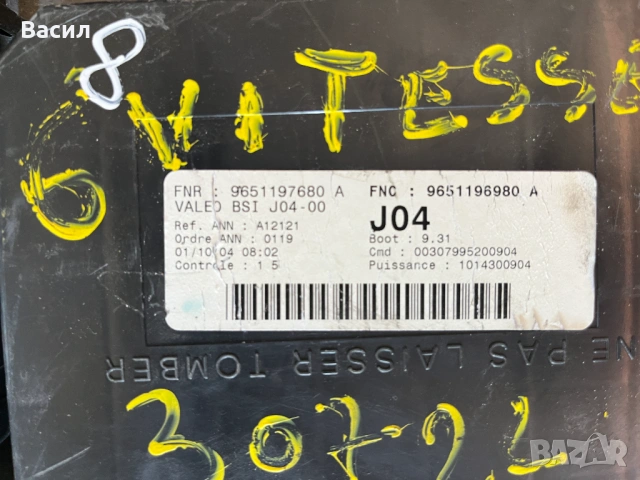 Васил
8
6 VITESSE
FNR : 9651197680 A
FNC : 9651196980 A
VALEO BSI J04-00
J04
Ref. ANN : A12121
Ordre ANN : 0119
Boot : 9.31
01/10/04 08:02
Cmd : 00307995200904
Controle : 1 5
Puissance : 1014300904
NE PAS LAISSER TOMBER
BAZAR